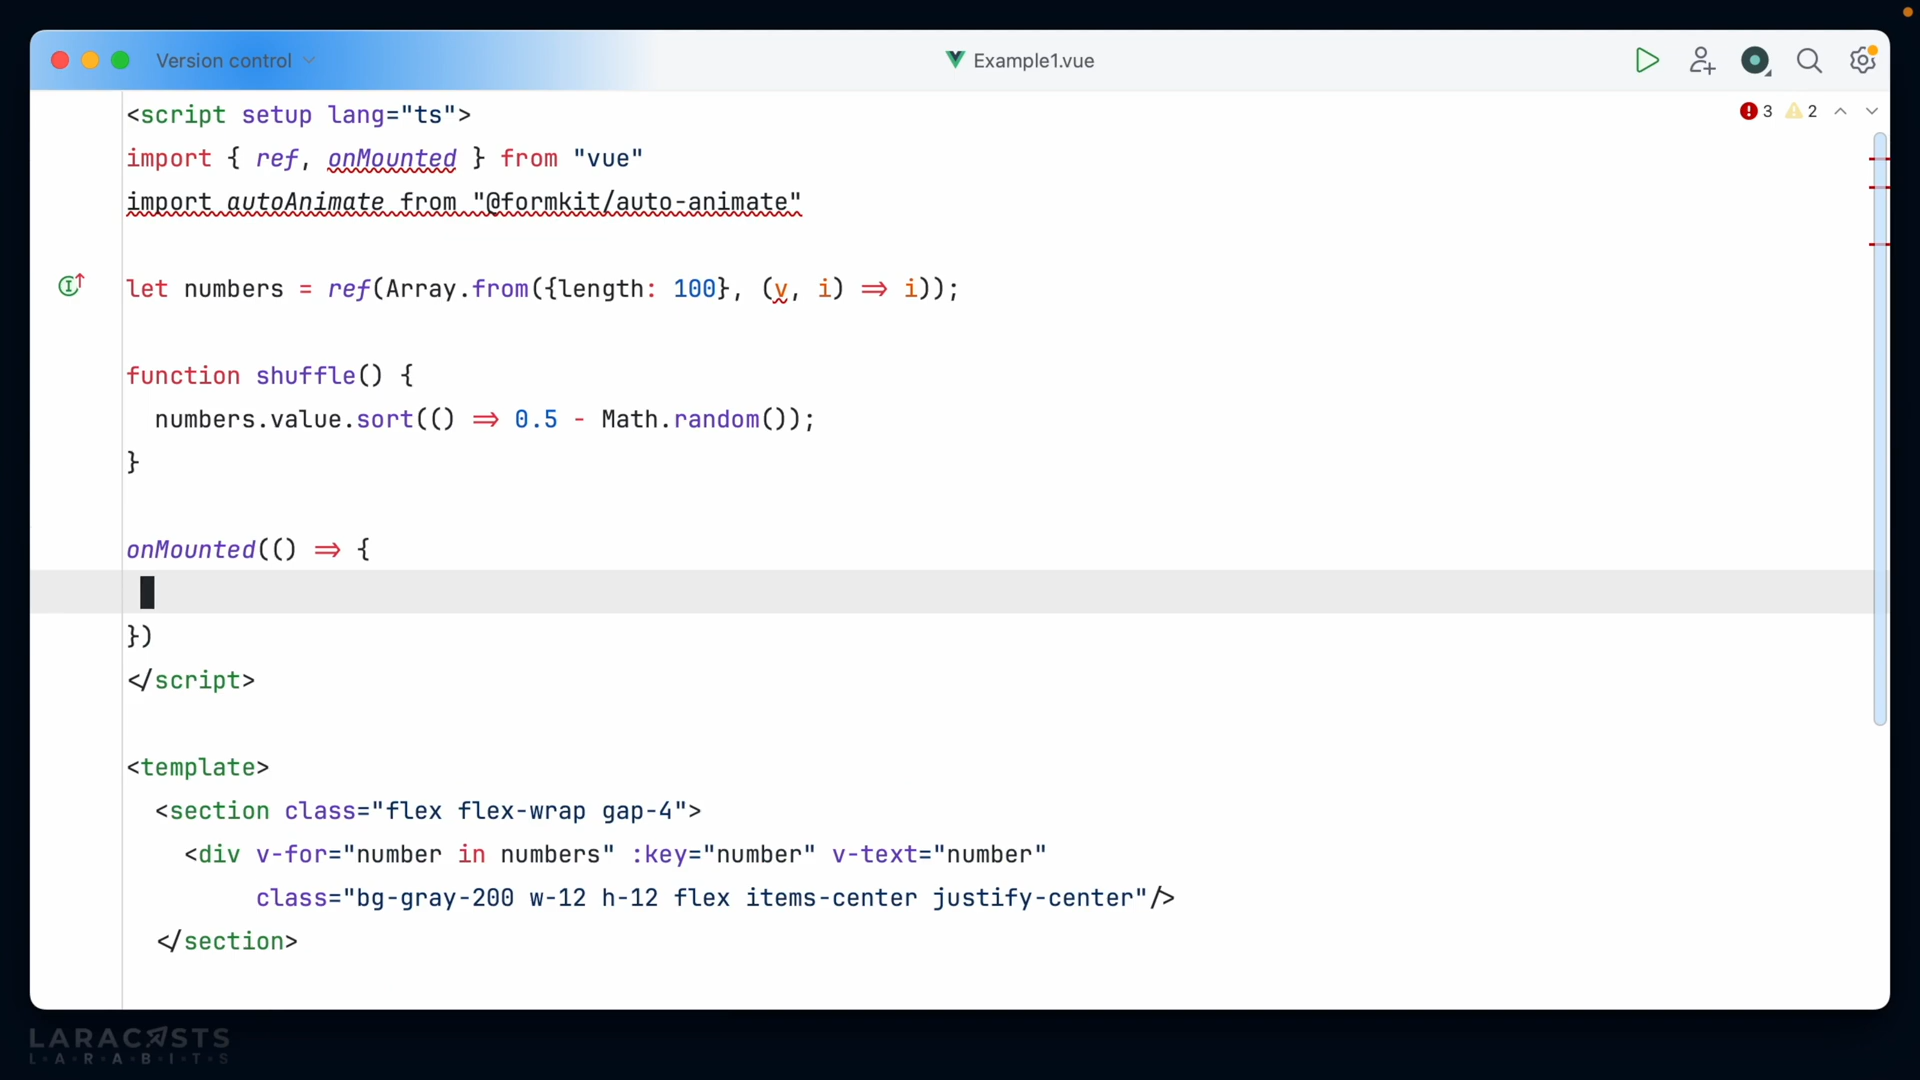 Version control
Example1.vue
3 2
<script setup lang="ts">
import { ref, onMounted } from "vue"
import autoAnimate from "@formkit/auto-animate"
let numbers = ref(Array.from({length: 100}, (v, i) => i));
function shuffle() {
numbers.value.sort(() => 0.5 - Math.random());
}
onMounted(() => {
})
</script>
<template>
<section class="flex flex-wrap gap-4">
<div v-for="number in numbers" :key="number" v-text="number"
class="bg-gray-200 w-12 h-12 flex items-center justify-center"/>
</section>
LARACASTS
L·A·R·A·B·I·T·S